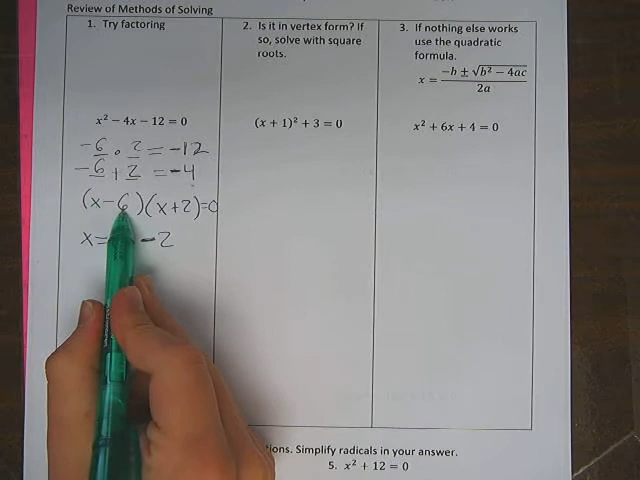 Review of Methods of Solving
1. Try factoring
x² − 4x − 12 = 0
-6 · 2 = -12
-6 + 2 = -4
(x-6)(x+2)=0
x= -2
2. Is it in vertex form? If
so, solve with square
roots.
(x + 1)² + 3 = 0
3. If nothing else works
use the quadratic
formula.
x = (−b ± √(b² − 4ac)) / 2a
x² + 6x + 4 = 0
Simplify radicals in your answer.
5. x² + 12 = 0